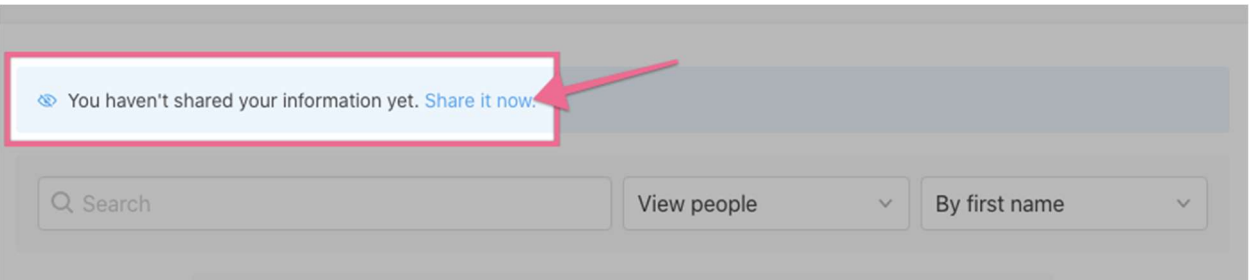 You haven't shared your information yet. Share it now.
Search
View people
By first name